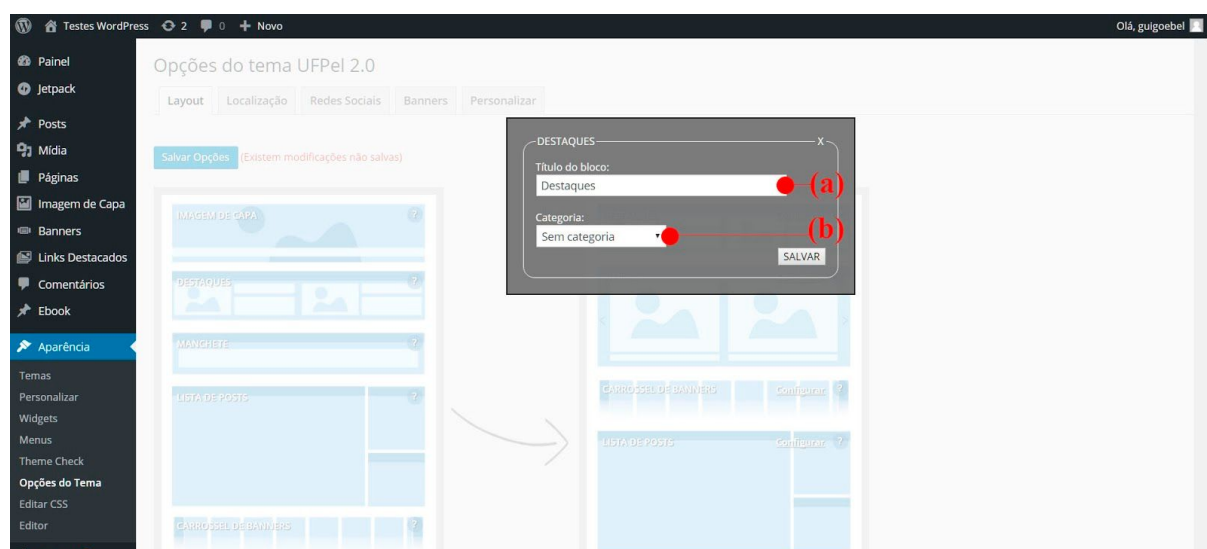 Testes WordPress 2 0 + Novo
Olá, guigoebel
Painel
Jetpack
Posts
Mídia
Páginas
Imagem de Capa
Banners
Links Destacados
Comentários
Ebook
Aparência
Temas
Personalizar
Widgets
Menus
Theme Check
Opções do Tema
Editar CSS
Editor
Opções do tema UFPel 2.0
Layout Localização Redes Sociais Banners Personalizar
Salvar Opções (Existem modificações não salvas)
IMAGEM DE CAPA ?
DESTAQUES ?
MANCHETE ?
LISTA DE POSTS ?
CARROSSEL DE BANNERS ?
DESTAQUES X
Título do bloco:
Destaques (a)
Categoria:
Sem categoria (b)
SALVAR
CARROSSEL DE BANNERS Configurar ?
LISTA DE POSTS Configurar ?